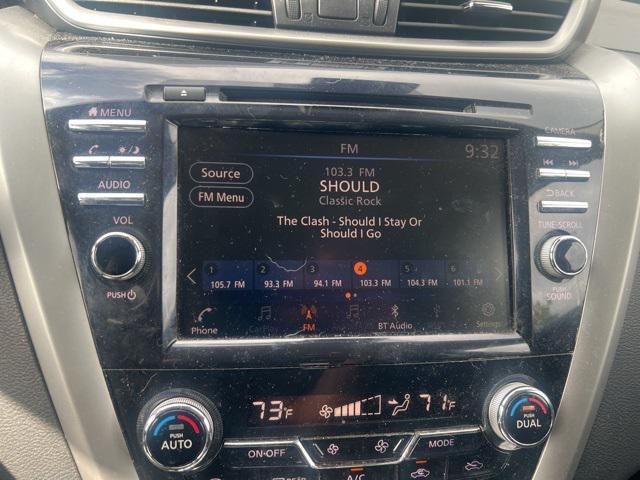 MENU
CAMERA
FM
9:32
Source
103.3 FM
SHOULD
BACK
AUDIO
FM Menu
Classic Rock
The Clash - Should I Stay Or
Should I Go
VOL
TUNE·SCROLL
1 2 3 4 5 6
105.7 FM 93.3 FM 94.1 FM 103.3 FM 104.3 FM 101.1 FM
PUSH
PUSH
SOUND
Phone CarPlay FM BT Audio Settings
73°F
71°F
PUSH
AUTO
PUSH
DUAL
ON·OFF
MODE
A/C